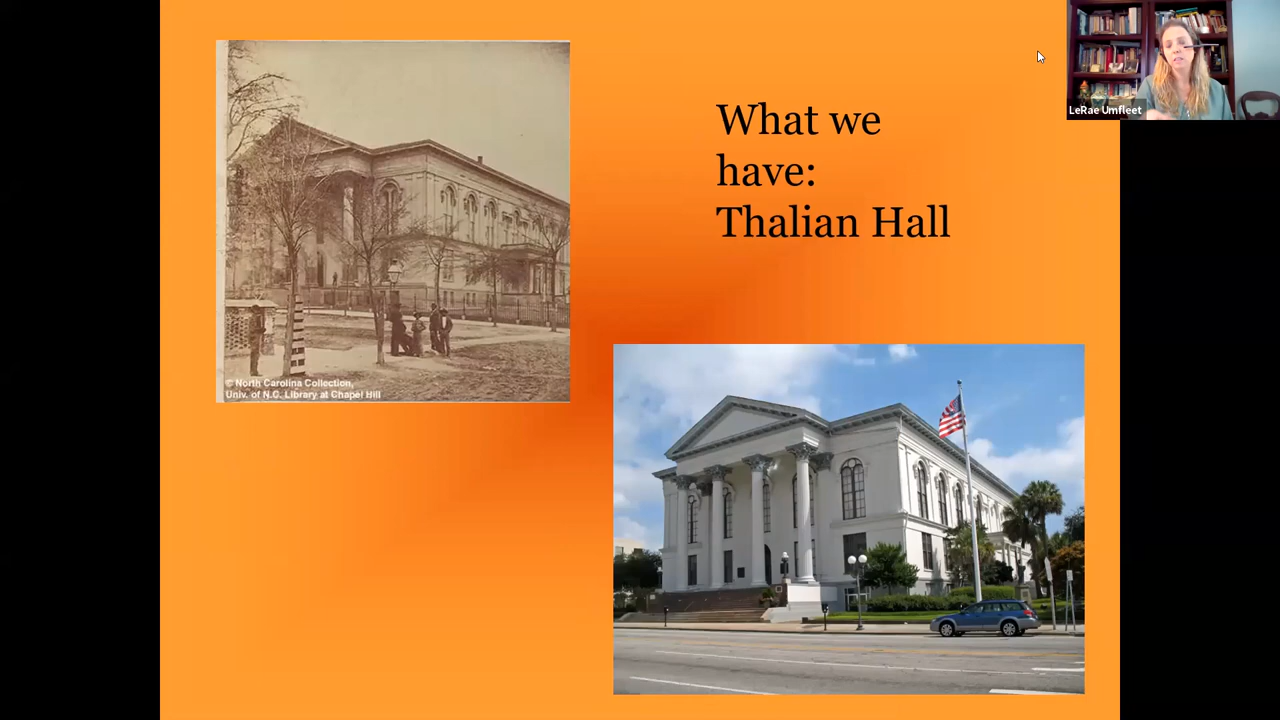 What we
have:
Thalian Hall
LeRae Umfleet
© North Carolina Collection,
Univ. of N.C. Library at Chapel Hill